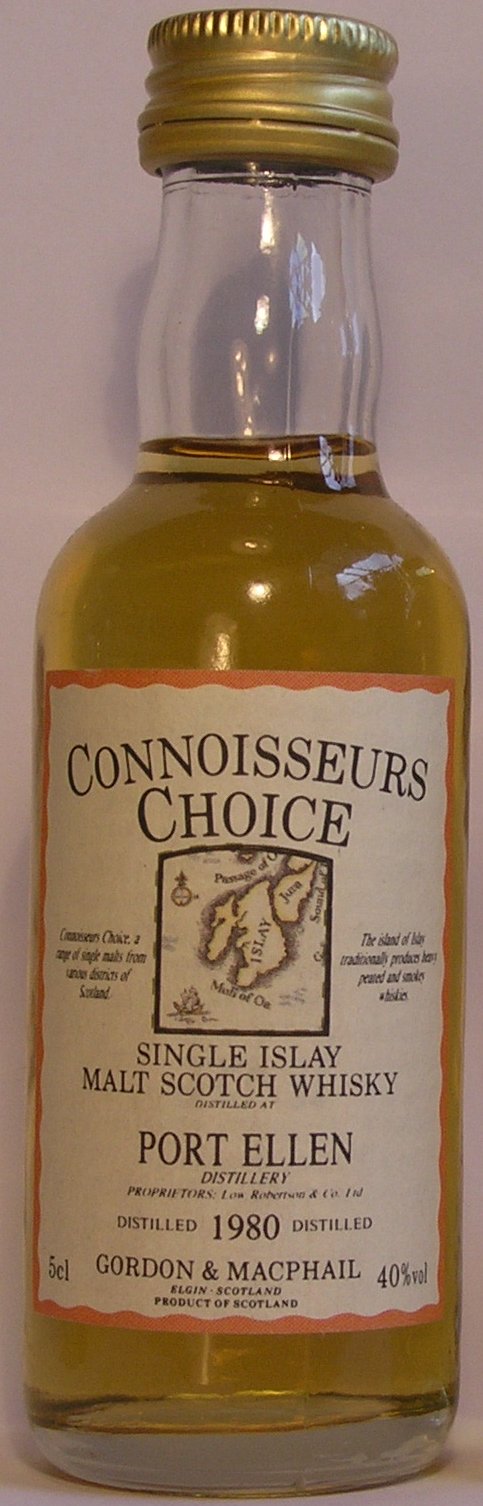 CONNOISSEURS
CHOICE
Passage of
Jura
Sound of
ISLAY
Mull of Oa
Connoisseurs Choice, a
range of single malts from
various districts of
Scotland.
The island of Islay
traditionally produces heavy
peated and smokey
whiskies.
SINGLE ISLAY
MALT SCOTCH WHISKY
DISTILLED AT
PORT ELLEN
DISTILLERY
PROPRIETORS: Low Robertson & Co. Ltd
DISTILLED 1980 DISTILLED
5cl GORDON & MACPHAIL 40%vol
ELGIN · SCOTLAND
PRODUCT OF SCOTLAND